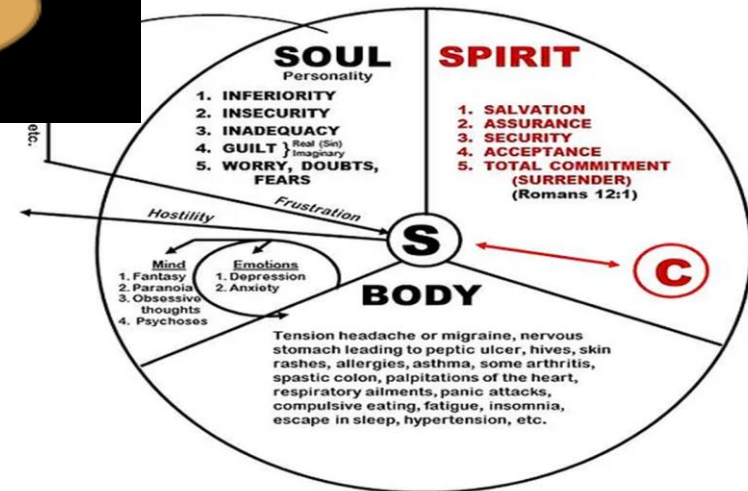 SOUL
Personality
1. INFERIORITY
2. INSECURITY
3. INADEQUACY
4. GUILT } Real (Sin)
Imaginary
5. WORRY, DOUBTS,
FEARS
SPIRIT
1. SALVATION
2. ASSURANCE
3. SECURITY
4. ACCEPTANCE
5. TOTAL COMMITMENT
(SURRENDER)
(Romans 12:1)
etc.
Frustration
Hostility
S
C
Mind
1. Fantasy
2. Paranoia
3. Obsessive
thoughts
4. Psychoses
Emotions
1. Depression
2. Anxiety
BODY
Tension headache or migraine, nervous
stomach leading to peptic ulcer, hives, skin
rashes, allergies, asthma, some arthritis,
spastic colon, palpitations of the heart,
respiratory ailments, panic attacks,
compulsive eating, fatigue, insomnia,
escape in sleep, hypertension, etc.